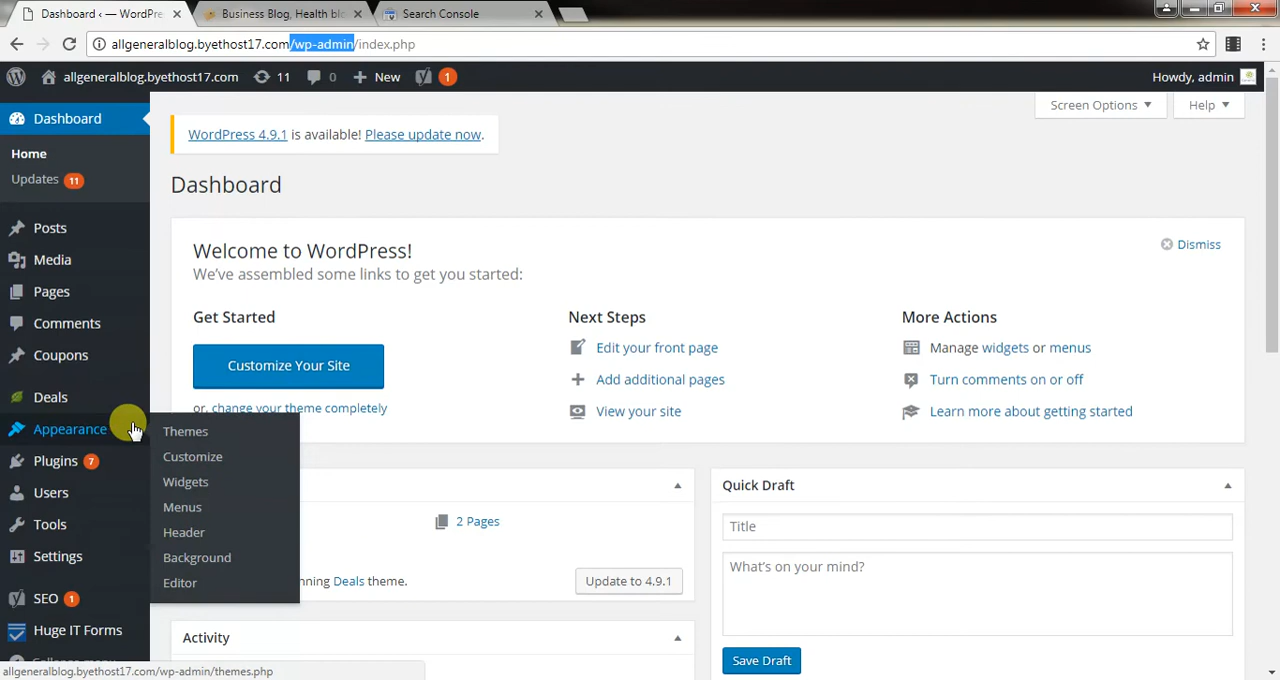 Dashboard ‹ — WordPre
Business Blog, Health blo
Search Console
allgeneralblog.byethost17.com/wp-admin/index.php
allgeneralblog.byethost17.com
11
0
New
1
Howdy, admin
Dashboard
Home
Updates 11
Posts
Media
Pages
Comments
Coupons
Deals
Appearance
Plugins 7
Users
Tools
Settings
SEO 1
Huge IT Forms
Collapse menu
Themes
Customize
Widgets
Menus
Header
Background
Editor
Screen Options
Help
WordPress 4.9.1 is available! Please update now.
Dashboard
Welcome to WordPress!
We've assembled some links to get you started:
Dismiss
Get Started
Customize Your Site
or, change your theme completely
Next Steps
Edit your front page
Add additional pages
View your site
More Actions
Manage widgets or menus
Turn comments on or off
Learn more about getting started
2 Pages
nning Deals theme.
Update to 4.9.1
Activity
Quick Draft
Title
What's on your mind?
Save Draft
allgeneralblog.byethost17.com/wp-admin/themes.php